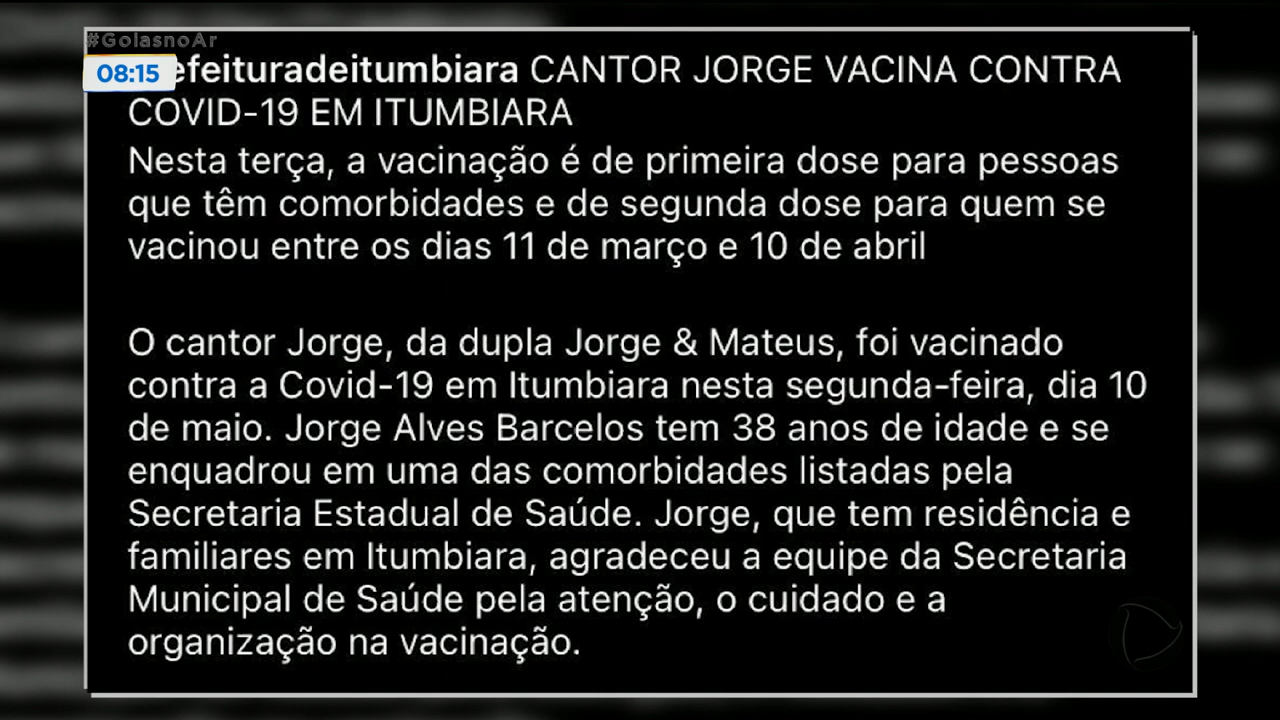 #GoiasnoAr
08:15
efeituradeitumbiara CANTOR JORGE VACINA CONTRA
COVID-19 EM ITUMBIARA
Nesta terça, a vacinação é de primeira dose para pessoas
que têm comorbidades e de segunda dose para quem se
vacinou entre os dias 11 de março e 10 de abril
O cantor Jorge, da dupla Jorge & Mateus, foi vacinado
contra a Covid-19 em Itumbiara nesta segunda-feira, dia 10
de maio. Jorge Alves Barcelos tem 38 anos de idade e se
enquadrou em uma das comorbidades listadas pela
Secretaria Estadual de Saúde. Jorge, que tem residência e
familiares em Itumbiara, agradeceu a equipe da Secretaria
Municipal de Saúde pela atenção, o cuidado e a
organização na vacinação.